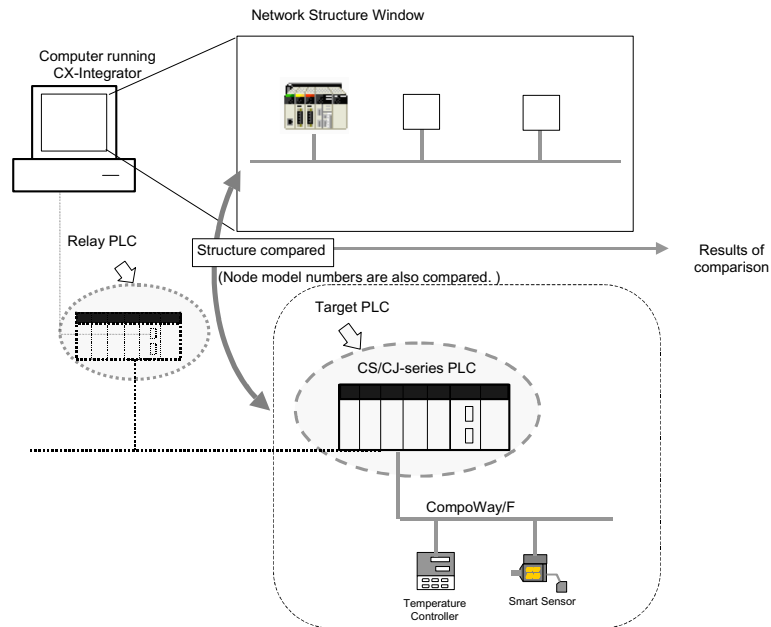 Network Structure Window
Computer running
CX-Integrator
Relay PLC
Structure compared
(Node model numbers are also compared. )
Results of
comparison
Target PLC
CS/CJ-series PLC
CompoWay/F
Temperature
Controller
Smart Sensor